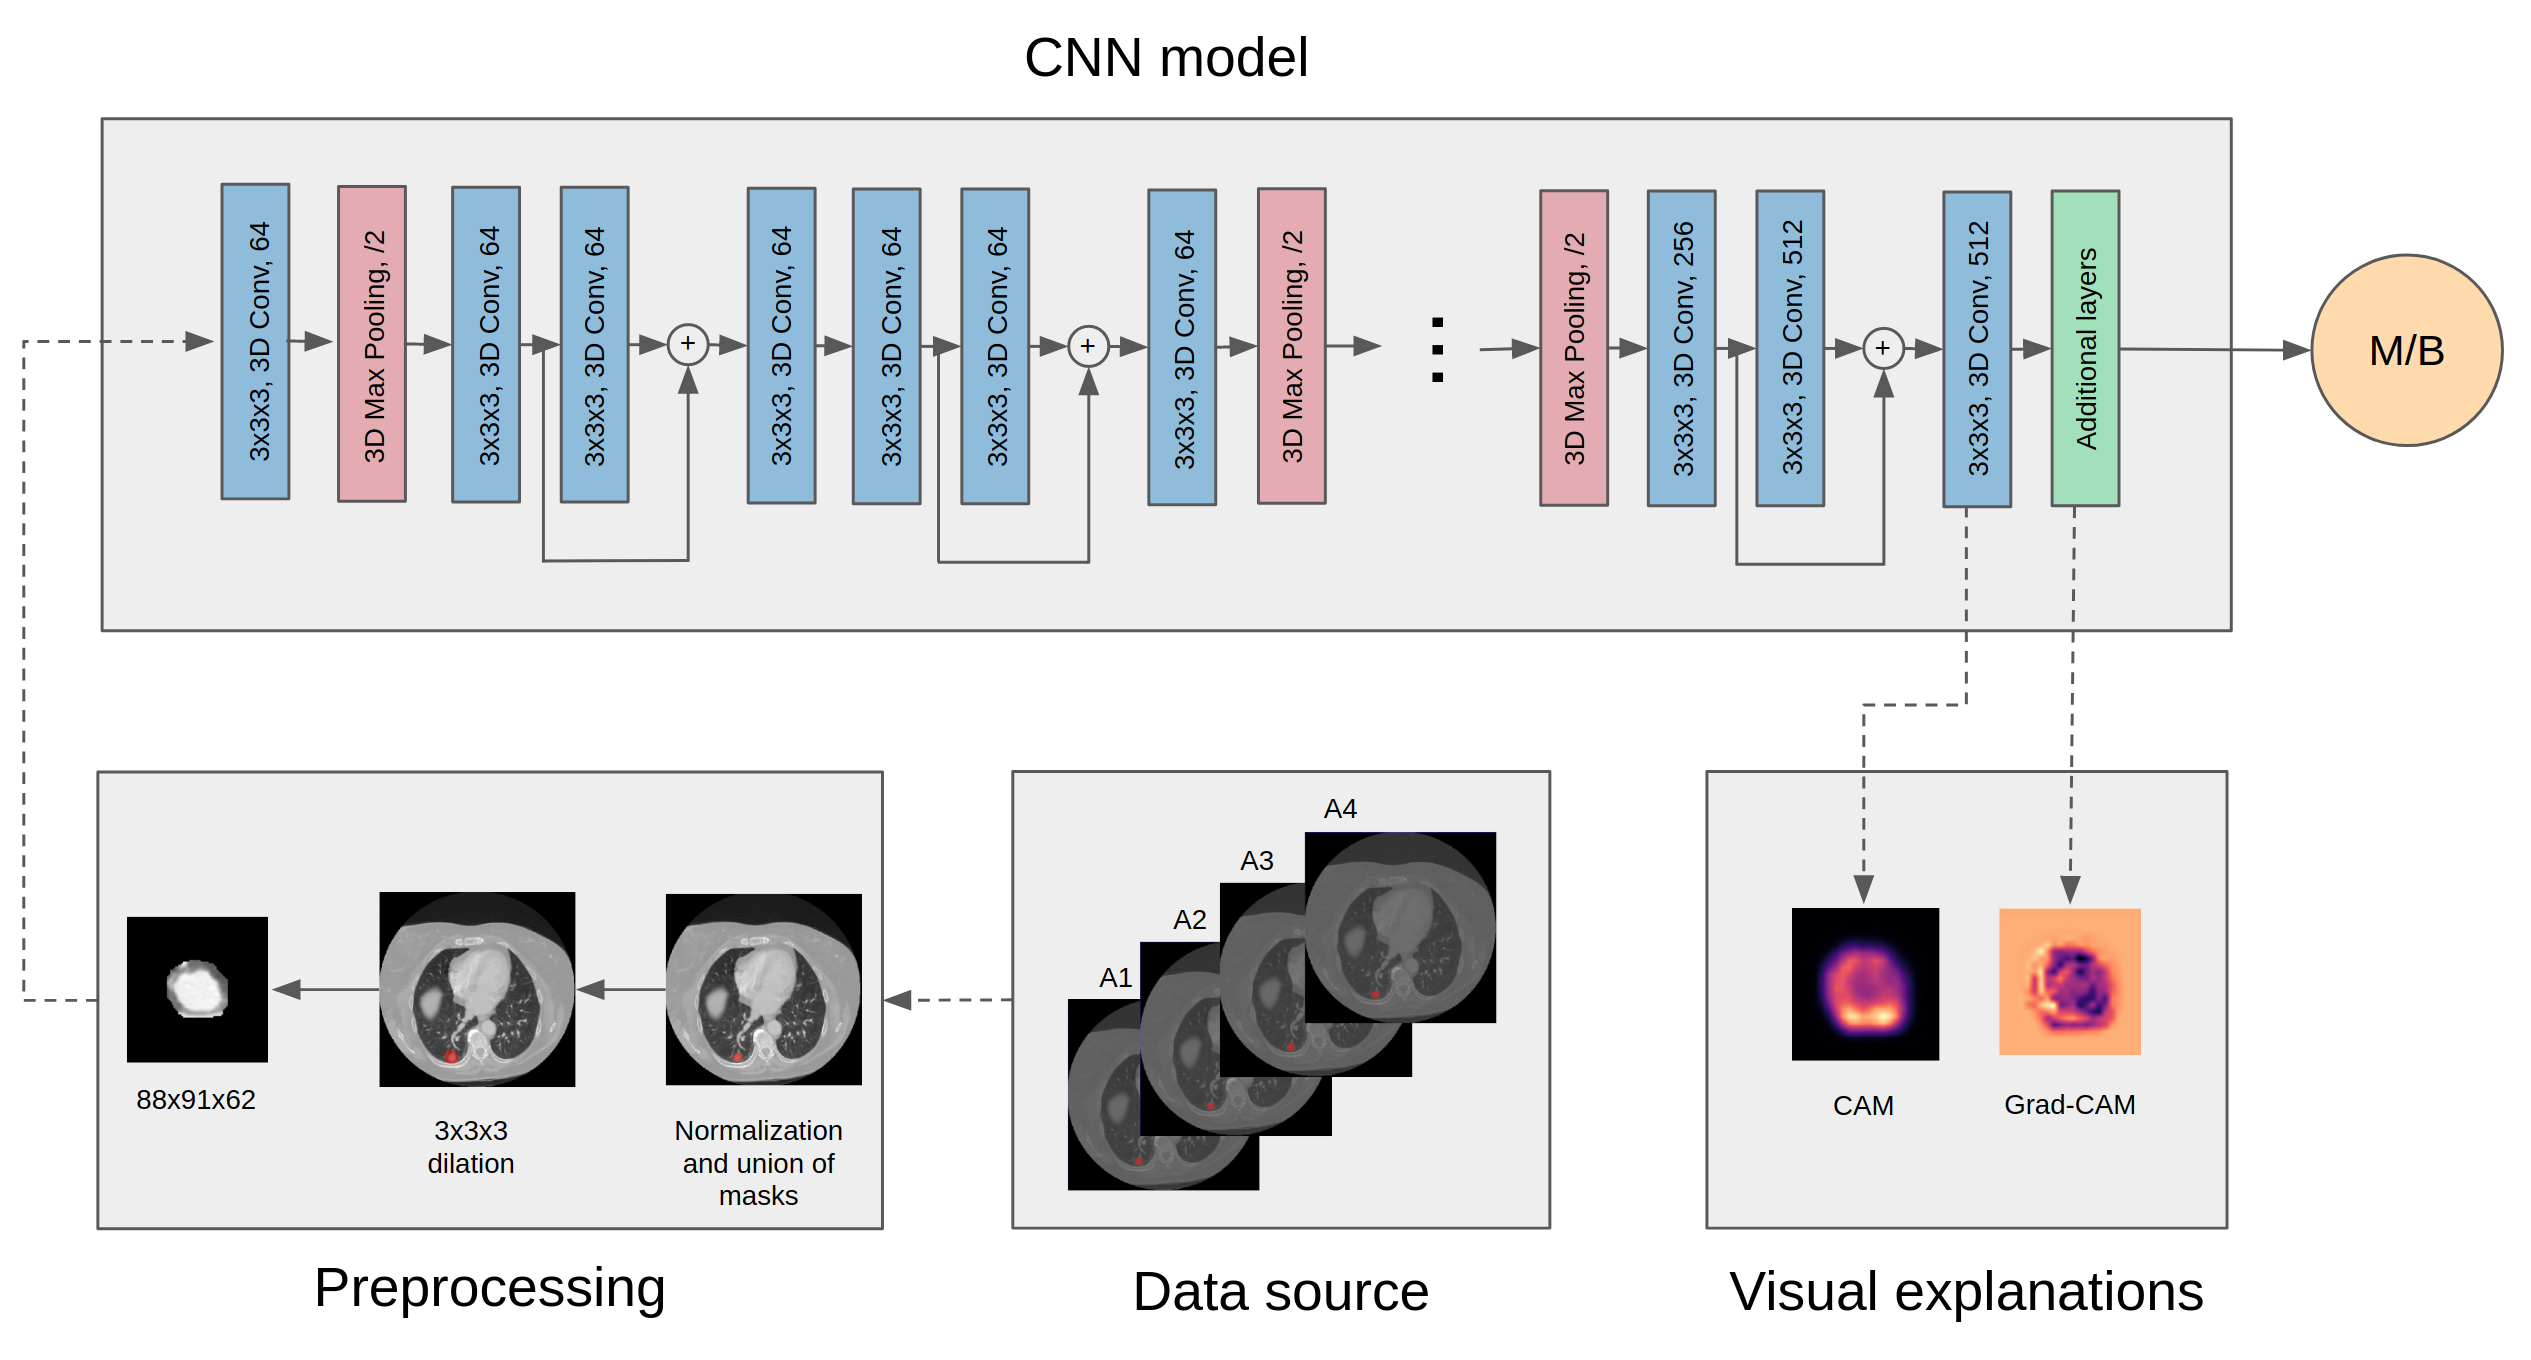 CNN model
3x3x3, 3D Conv, 64
3D Max Pooling, /2
3x3x3, 3D Conv, 64
3x3x3, 3D Conv, 64
+
3x3x3, 3D Conv, 64
3x3x3, 3D Conv, 64
3x3x3, 3D Conv, 64
+
3x3x3, 3D Conv, 64
3D Max Pooling, /2
3D Max Pooling, /2
3x3x3, 3D Conv, 256
3x3x3, 3D Conv, 512
+
3x3x3, 3D Conv, 512
Additional layers
M/B
88x91x62
3x3x3
dilation
Normalization
and union of
masks
Preprocessing
A1
A2
A3
A4
Data source
CAM
Grad-CAM
Visual explanations